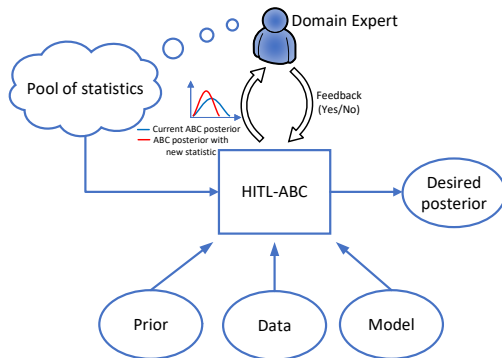 Domain Expert
Pool of statistics
Feedback
(Yes/No)
Current ABC posterior
ABC posterior with
new statistic
HITL-ABC
Desired
posterior
Prior
Data
Model